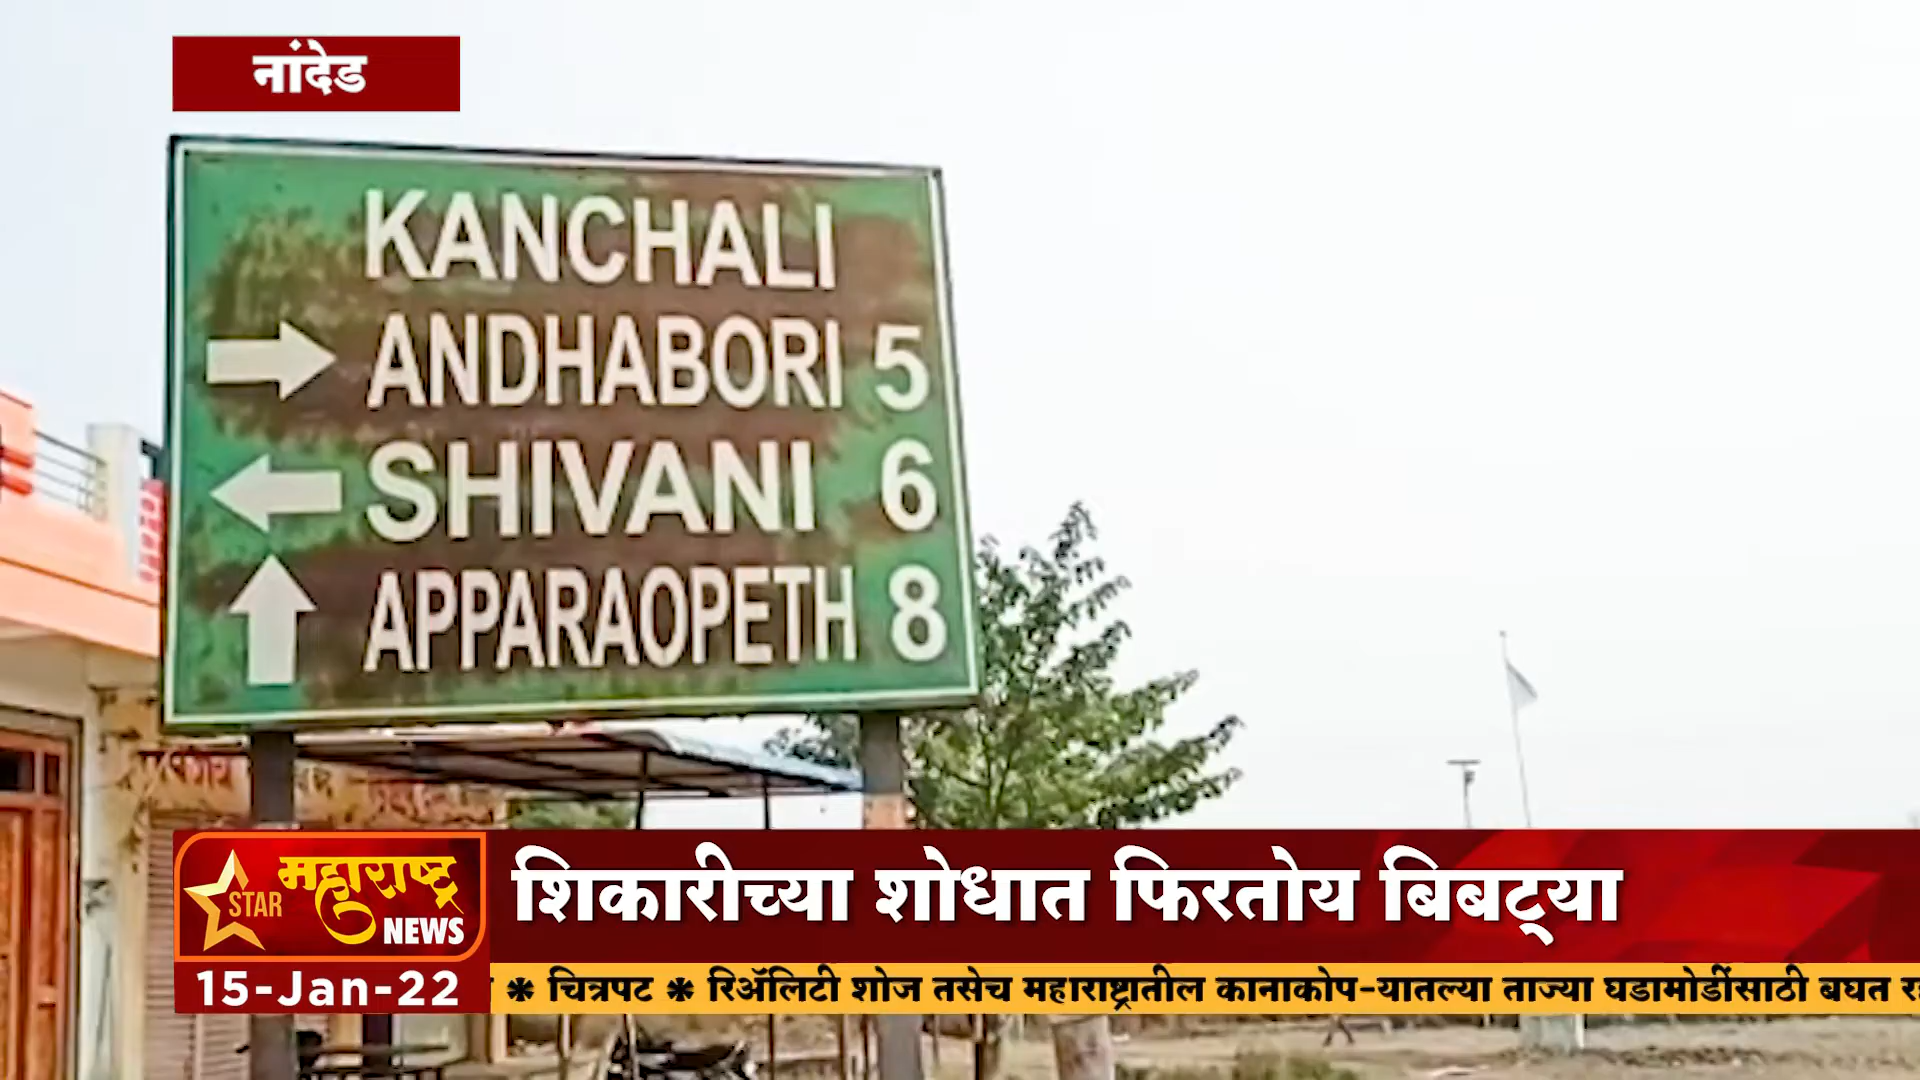 नांदेड
KANCHALI
ANDHABORI 5
SHIVANI 6
APPARAOPETH 8
STAR महाराष्ट्र NEWS
शिकारीच्या शोधात फिरतोय बिबट्या
15-Jan-22
❋ चित्रपट ❋ रिॲलिटी शोज तसेच महाराष्ट्रातील कानाकोप-यातल्या ताज्या घडामोडींसाठी बघत